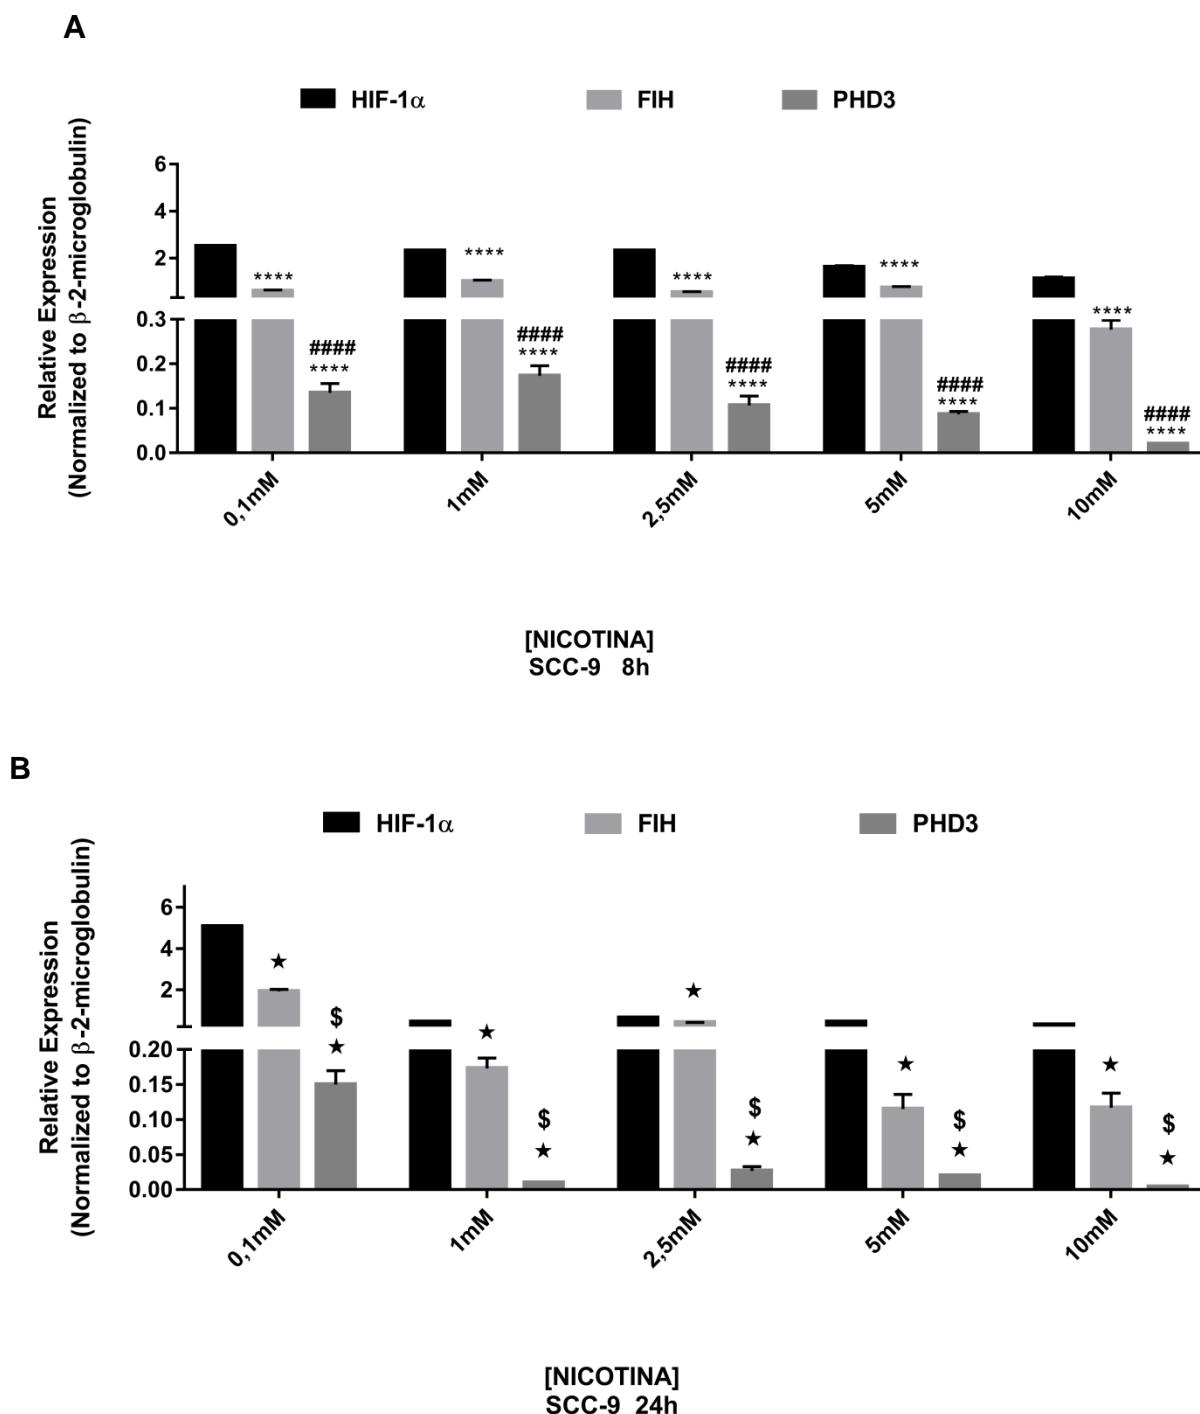 A
HIF-1α FIH PHD3
Relative Expression
(Normalized to β-2-microglobulin)
6
4
2
0.3
0.2
0.1
0.0
**** **** **** **** ****
#### #### #### #### ####
**** **** **** **** ****
0,1mM 1mM 2,5mM 5mM 10mM
[NICOTINA]
SCC-9 8h
B
HIF-1α FIH PHD3
Relative Expression
(Normalized to β-2-microglobulin)
6
4
2
0.20
0.15
0.10
0.05
0.00
★ ★ ★ ★ ★
$ $ $ $ $
★ ★ ★ ★ ★
0,1mM 1mM 2,5mM 5mM 10mM
[NICOTINA]
SCC-9 24h